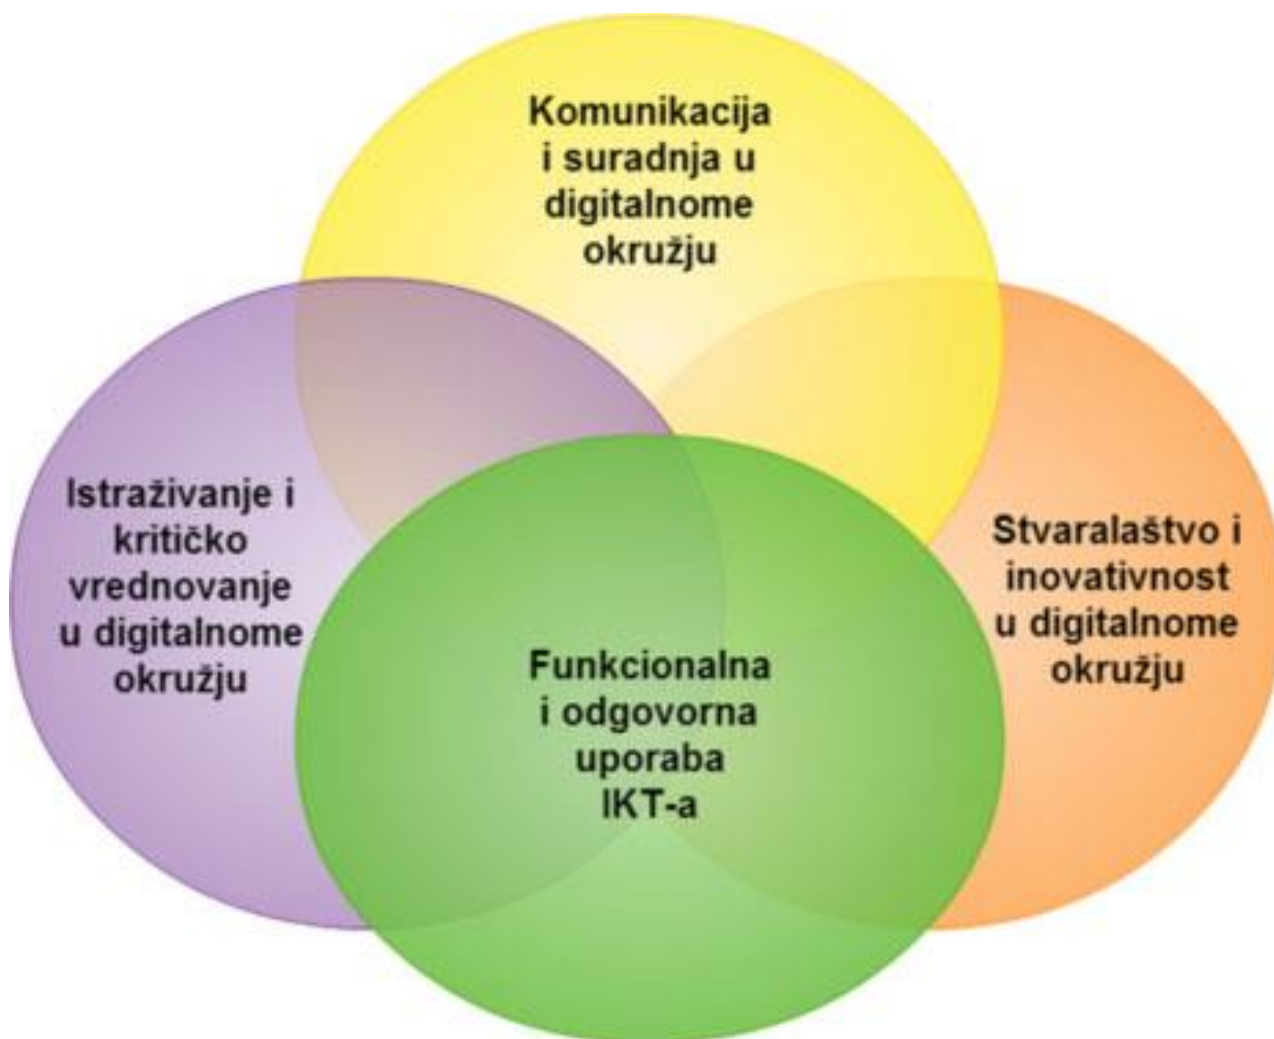 Komunikacija
i suradnja u
digitalnome
okružju
Istraživanje i
kritičko
vrednovanje
u digitalnome
okružju
Stvaralaštvo i
inovativnost
u digitalnome
okružju
Funkcionalna
i odgovorna
uporaba
IKT-a